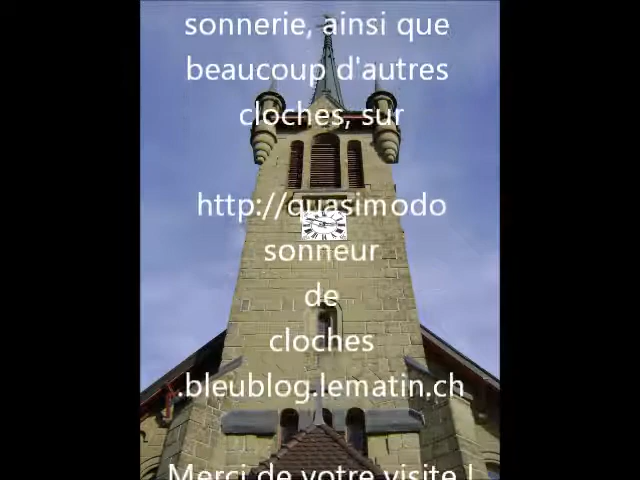 sonnerie, ainsi que
beaucoup d'autres
cloches, sur
http://quasimodo
sonneur
de
cloches
.bleublog.lematin.ch
Merci de votre visite !